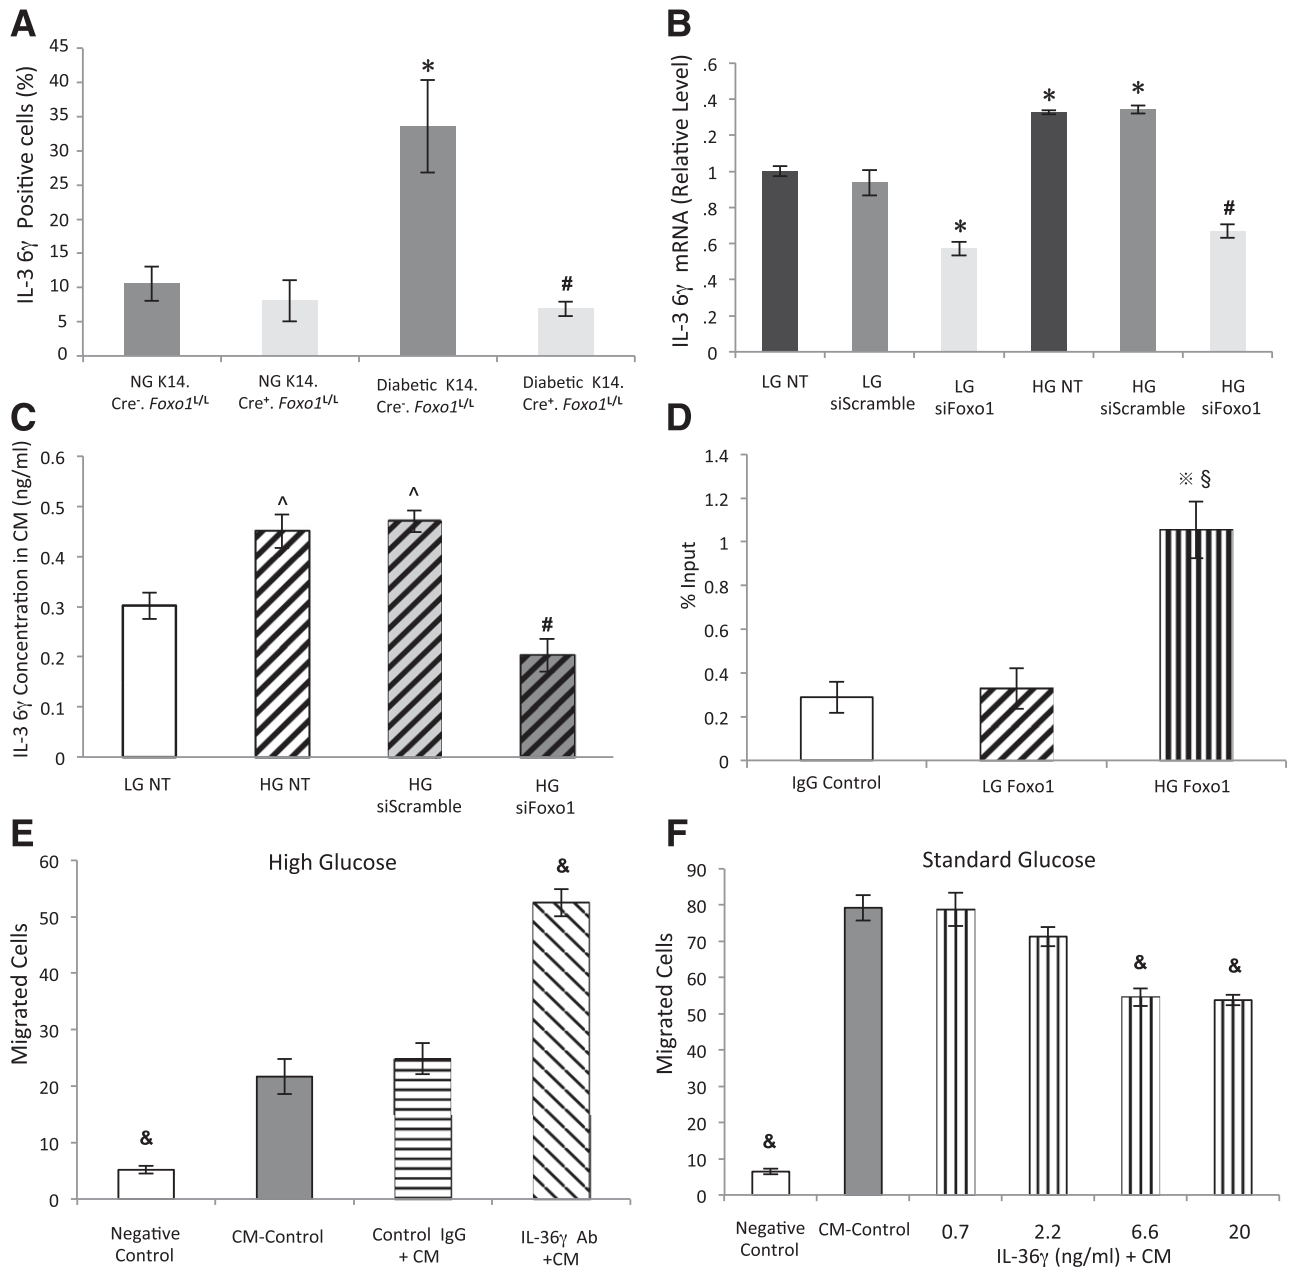 A
IL-3 6γ Positive cells (%)
45
40
35
30
25
20
15
10
5
0
*
#
NG K14.
Cre⁻. Foxo1ᴸ/ᴸ
NG K14.
Cre⁺. Foxo1ᴸ/ᴸ
Diabetic K14.
Cre⁻. Foxo1ᴸ/ᴸ
Diabetic K14.
Cre⁺. Foxo1ᴸ/ᴸ
B
IL-3 6γ mRNA (Relative Level)
.6
.4
.2
1
.8
.6
.4
.2
0
*
*
*
#
LG NT
LG
siScramble
LG
siFoxo1
HG NT
HG
siScramble
HG
siFoxo1
C
IL-3 6γ Concentration in CM (ng/ml)
0.6
0.5
0.4
0.3
0.2
0.1
0
^
^
#
LG NT
HG NT
HG
siScramble
HG
siFoxo1
D
% Input
1.4
1.2
1
0.8
0.6
0.4
0.2
0
※ §
IgG Control
LG Foxo1
HG Foxo1
E
High Glucose
Migrated Cells
60
50
40
30
20
10
0
&
&
Negative
Control
CM-Control
Control IgG
+ CM
IL-36γ Ab
+CM
F
Standard Glucose
Migrated Cells
90
80
70
60
50
40
30
20
10
0
&
&
&
Negative
Control
CM-Control
0.7
2.2
6.6
20
IL-36γ (ng/ml) + CM